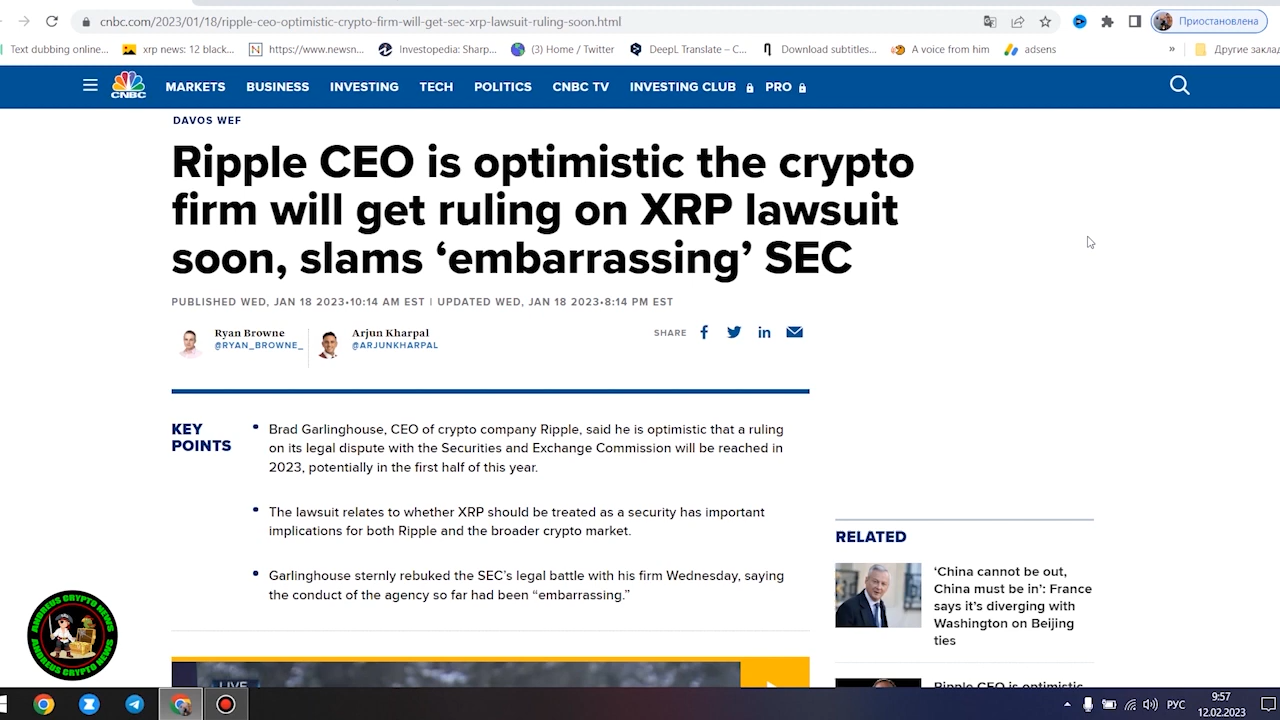 cnbc.com/2023/01/18/ripple-ceo-optimistic-crypto-firm-will-get-sec-xrp-lawsuit-ruling-soon.html
Приостановлена
Text dubbing online...
xrp news: 12 black...
https://www.newsn...
Investopedia: Sharp...
(3) Home / Twitter
DeepL Translate – C...
Download subtitles...
A voice from him
adsens
»
Другие заклад
CNBC
MARKETS
BUSINESS
INVESTING
TECH
POLITICS
CNBC TV
INVESTING CLUB
PRO
DAVOS WEF
Ripple CEO is optimistic the crypto
firm will get ruling on XRP lawsuit
soon, slams ‘embarrassing’ SEC
PUBLISHED WED, JAN 18 2023•10:14 AM EST | UPDATED WED, JAN 18 2023•8:14 PM EST
Ryan Browne
@RYAN_BROWNE_
Arjun Kharpal
@ARJUNKHARPAL
SHARE
KEY
POINTS
• Brad Garlinghouse, CEO of crypto company Ripple, said he is optimistic that a ruling
on its legal dispute with the Securities and Exchange Commission will be reached in
2023, potentially in the first half of this year.
• The lawsuit relates to whether XRP should be treated as a security has important
implications for both Ripple and the broader crypto market.
• Garlinghouse sternly rebuked the SEC’s legal battle with his firm Wednesday, saying
the conduct of the agency so far had been “embarrassing.”
RELATED
‘China cannot be out,
China must be in’: France
says it’s diverging with
Washington on Beijing
ties
Ripple CEO is optimistic
LIVE
ANDREUS CRYPTO NEWS
ANDREUS CRYPTO NEWS
РУС
9:57
12.02.2023